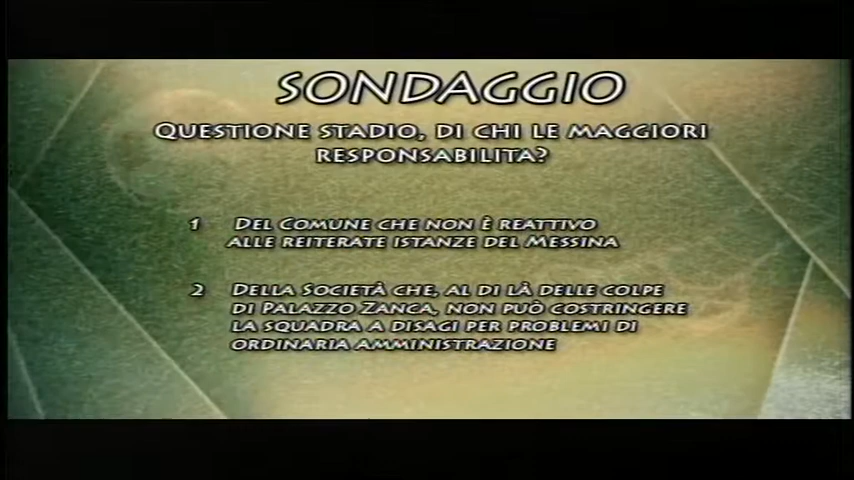 SONDAGGIO
QUESTIONE STADIO, DI CHI LE MAGGIORI
RESPONSABILITA?
1 DEL COMUNE CHE NON È REATTIVO
ALLE REITERATE ISTANZE DEL MESSINA
2 DELLA SOCIETÀ CHE, AL DI LÀ DELLE COLPE
DI PALAZZO ZANCA, NON PUÒ COSTRINGERE
LA SQUADRA A DISAGI PER PROBLEMI DI
ORDINARIA AMMINISTRAZIONE